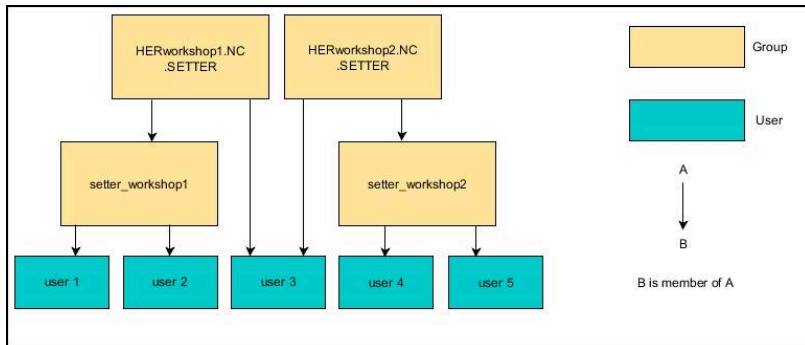 HERworkshop1.NC
.SETTER
HERworkshop2.NC
.SETTER
Group
User
setter_workshop1
setter_workshop2
A
B
user 1
user 2
user 3
user 4
user 5
B is member of A